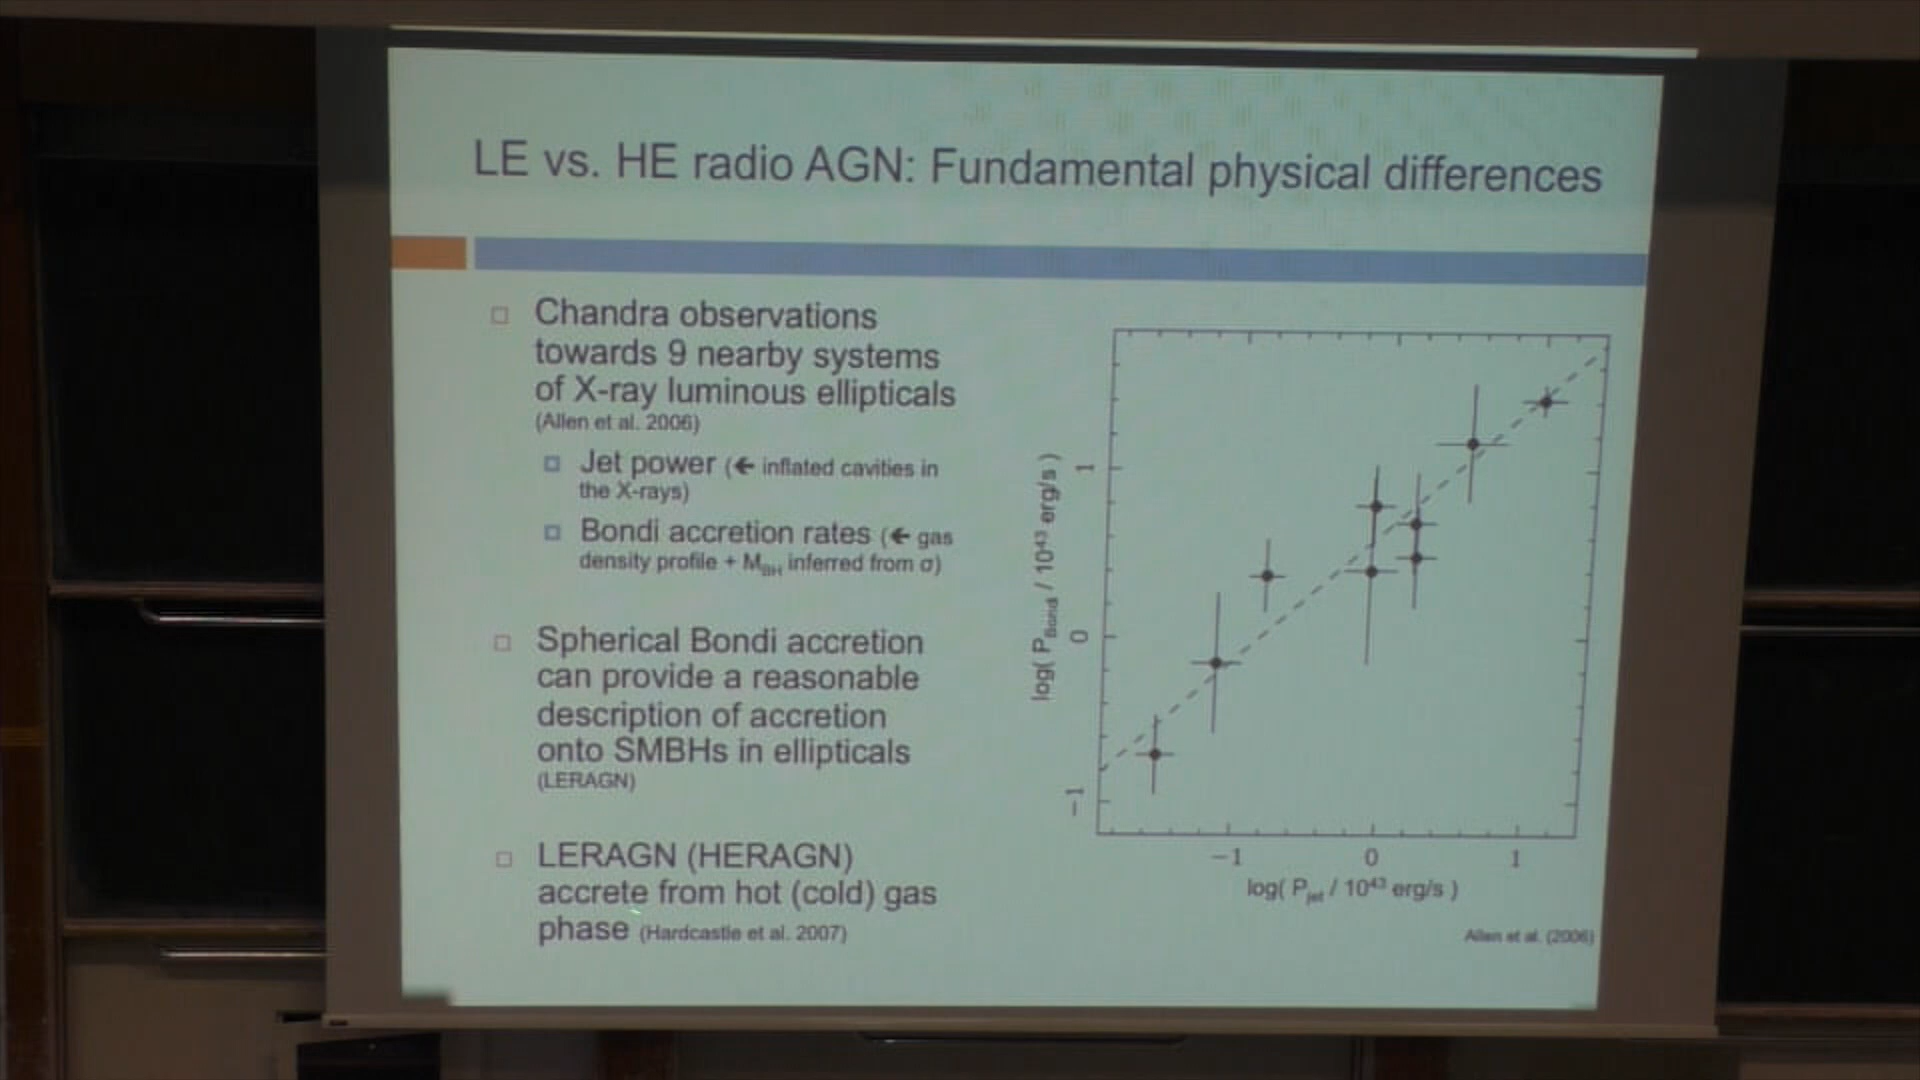 LE vs. HE radio AGN: Fundamental physical differences
Chandra observations
towards 9 nearby systems
of X-ray luminous ellipticals
(Allen et al. 2006)
Jet power (← inflated cavities in
the X-rays)
Bondi accretion rates (← gas
density profile + M_BH inferred from σ)
Spherical Bondi accretion
can provide a reasonable
description of accretion
onto SMBHs in ellipticals
(LERAGN)
LERAGN (HERAGN)
accrete from hot (cold) gas
phase (Hardcastle et al. 2007)
log( P_Bondi / 10⁴³ erg/s )
1
0
−1
−1 0 1
log( P_jet / 10⁴³ erg/s )
Allen et al. (2006)